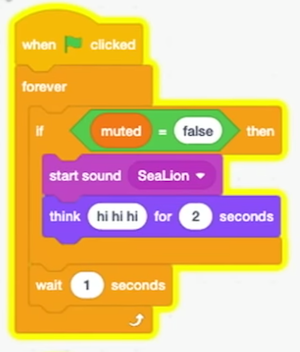 when clicked
forever
if muted = false then
start sound SeaLion
think hi hi hi for 2 seconds
wait 1 seconds